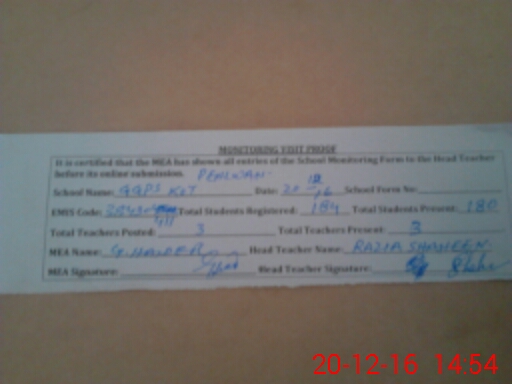 MONITORING VISIT PROOF
It is certified that the MEA has shown all entries of the School Monitoring Form to the Head Teacher
before its online submission. PEHLWAN
School Name: GGPS KOT Date: 20 12 16 School Form No:
EMIS Code: Total Students Registered: 184 Total Students Present: 180
Total Teachers Posted: 3 Total Teachers Present: 3
MEA Name: G. HAIDER Head Teacher Name: RAZIA SHAHEEN
MEA Signature: Head Teacher Signature:
20-12-16 14:54